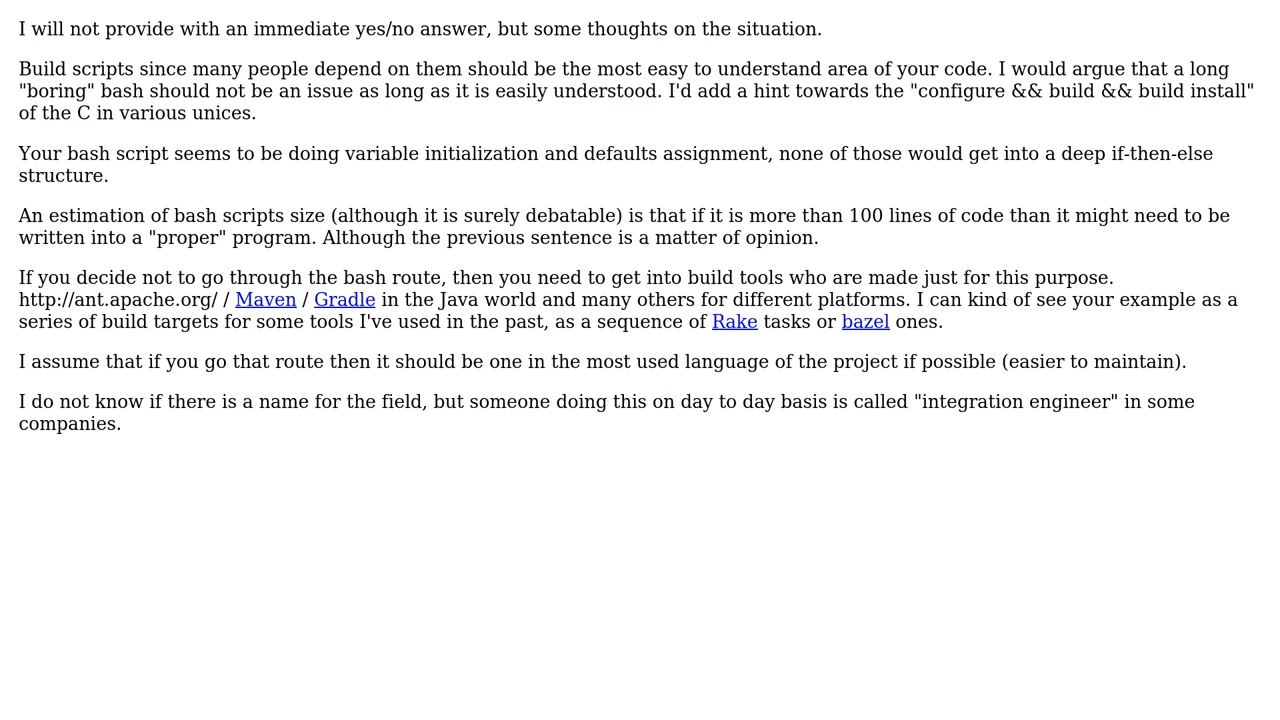 I will not provide with an immediate yes/no answer, but some thoughts on the situation.
Build scripts since many people depend on them should be the most easy to understand area of your code. I would argue that a long
"boring" bash should not be an issue as long as it is easily understood. I'd add a hint towards the "configure && build && build install"
of the C in various unices.
Your bash script seems to be doing variable initialization and defaults assignment, none of those would get into a deep if-then-else
structure.
An estimation of bash scripts size (although it is surely debatable) is that if it is more than 100 lines of code than it might need to be
written into a "proper" program. Although the previous sentence is a matter of opinion.
If you decide not to go through the bash route, then you need to get into build tools who are made just for this purpose.
http://ant.apache.org/ / Maven / Gradle in the Java world and many others for different platforms. I can kind of see your example as a
series of build targets for some tools I've used in the past, as a sequence of Rake tasks or bazel ones.
I assume that if you go that route then it should be one in the most used language of the project if possible (easier to maintain).
I do not know if there is a name for the field, but someone doing this on day to day basis is called "integration engineer" in some
companies.